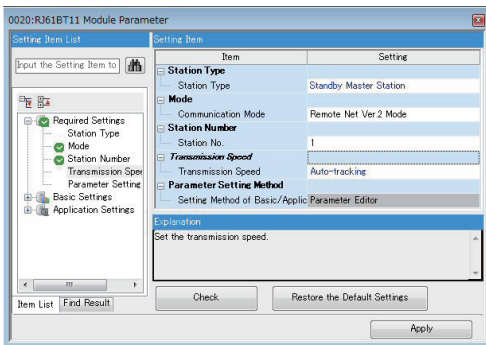 0020:RJ61BT11 Module Parameter
Setting Item List
Setting Item
Input the Setting Item to
Item
Setting
Station Type
Station Type
Standby Master Station
Mode
Communication Mode
Remote Net Ver.2 Mode
Station Number
Station No.
1
Transmission Speed
Transmission Speed
Auto-tracking
Parameter Setting Method
Setting Method of Basic/Applic
Parameter Editor
Required Settings
Station Type
Mode
Station Number
Transmission Spee
Parameter Setting
Basic Settings
Application Settings
Item List
Find Result
Explanation
Set the transmission speed.
Check
Restore the Default Settings
Apply